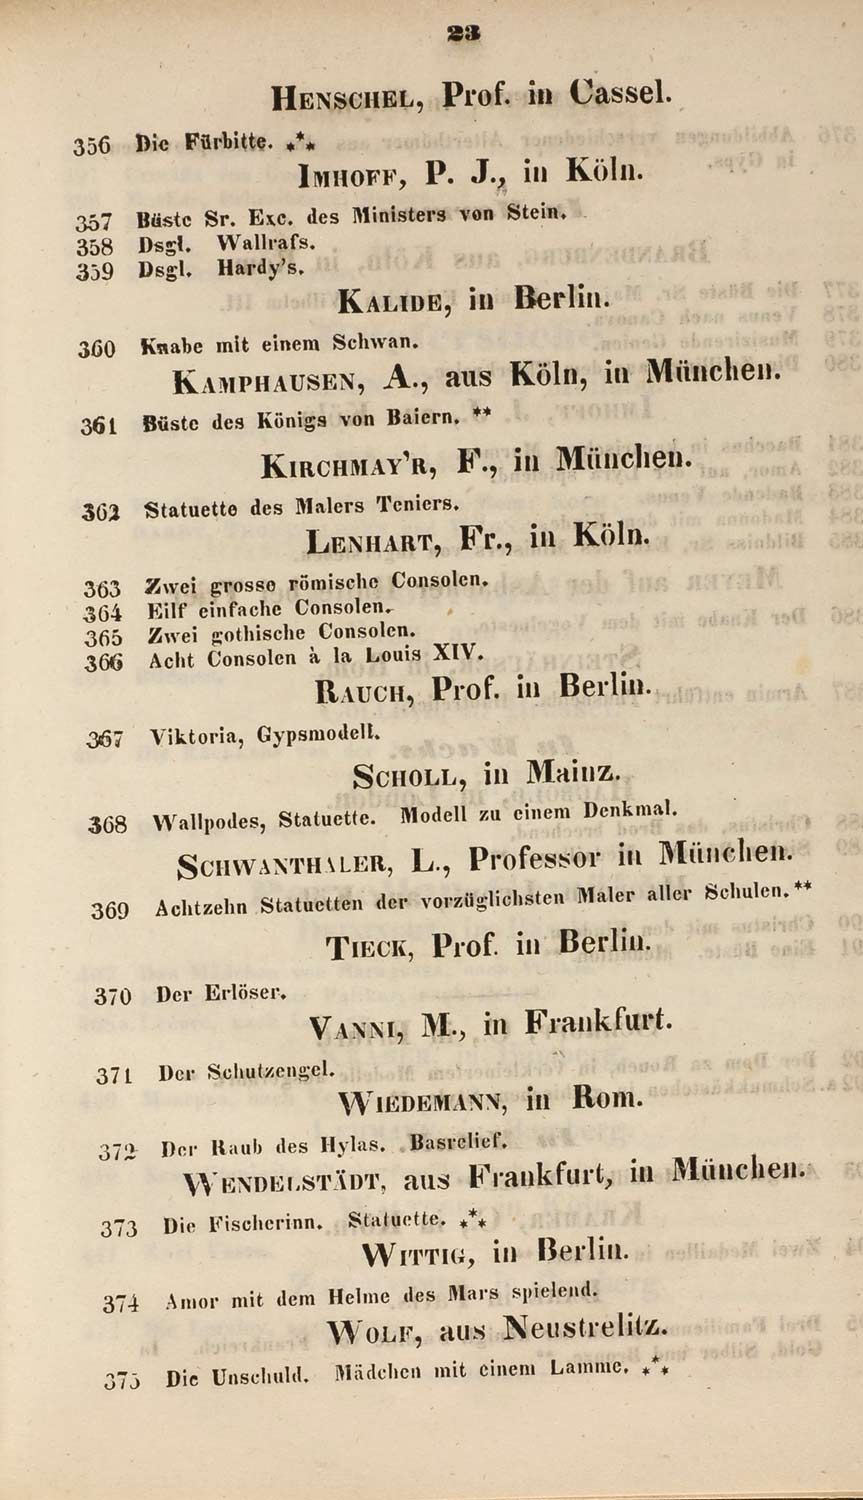 23
HENSCHEL, Prof. in Cassel.
356 Die Fürbitte. ***
IMHOFF, P. J., in Köln.
357 Büste Sr. Exc. des Ministers von Stein.
358 Dsgl. Wallrafs.
359 Dsgl. Hardy's.
KALIDE, in Berlin.
360 Knabe mit einem Schwan.
KAMPHAUSEN, A., aus Köln, in München.
361 Büste des Königs von Baiern. **
KIRCHMAY'R, F., in München.
362 Statuette des Malers Teniers.
LENHART, Fr., in Köln.
363 Zwei grosse römische Consolen.
364 Eilf einfache Consolen.
365 Zwei gothische Consolen.
366 Acht Consolen à la Louis XIV.
RAUCH, Prof. in Berlin.
367 Viktoria, Gypsmodell.
SCHOLL, in Mainz.
368 Wallpodes, Statuette. Modell zu einem Denkmal.
SCHWANTHALER, L., Professor in München.
369 Achtzehn Statuetten der vorzüglichsten Maler aller Schulen. **
TIECK, Prof. in Berlin.
370 Der Erlöser.
VANNI, M., in Frankfurt.
371 Der Schutzengel.
WIEDEMANN, in Rom.
372 Der Raub des Hylas. Basrelief.
WENDELSTÄDT, aus Frankfurt, in München.
373 Die Fischerinn. Statuette. ***
WITTIG, in Berlin.
374 Amor mit dem Helme des Mars spielend.
WOLF, aus Neustrelitz.
375 Die Unschuld. Mädchen mit einem Lamme. ***